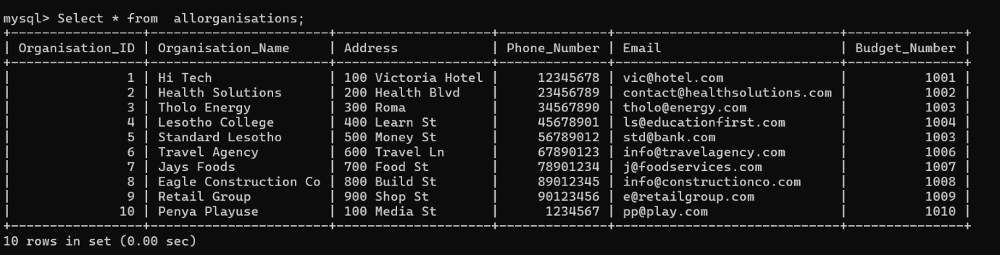 mysql> Select * from  allorganisations;
+-----------------+-----------------------+---------------------+--------------+-----------------------------+---------------+
| Organisation_ID | Organisation_Name     | Address             | Phone_Number | Email                       | Budget_Number |
+-----------------+-----------------------+---------------------+--------------+-----------------------------+---------------+
|               1 | Hi Tech               | 100 Victoria Hotel |     12345678 | vic@hotel.com               |          1001 |
|               2 | Health Solutions      | 200 Health Blvd    |     23456789 | contact@healthsolutions.com |          1002 |
|               3 | Tholo Energy          | 300 Roma           |     34567890 | tholo@energy.com            |          1003 |
|               4 | Lesotho College       | 400 Learn St       |     45678901 | ls@educationfirst.com       |          1004 |
|               5 | Standard Lesotho      | 500 Money St       |     56789012 | std@bank.com                |          1003 |
|               6 | Travel Agency         | 600 Travel Ln      |     67890123 | info@travelagency.com       |          1006 |
|               7 | Jays Foods            | 700 Food St        |     78901234 | j@foodservices.com          |          1007 |
|               8 | Eagle Construction Co | 800 Build St       |     89012345 | info@constructionco.com     |          1008 |
|               9 | Retail Group          | 900 Shop St        |     90123456 | e@retailgroup.com           |          1009 |
|              10 | Penya Playuse         | 100 Media St       |      1234567 | pp@play.com                 |          1010 |
+-----------------+-----------------------+---------------------+--------------+-----------------------------+---------------+
10 rows in set (0.00 sec)